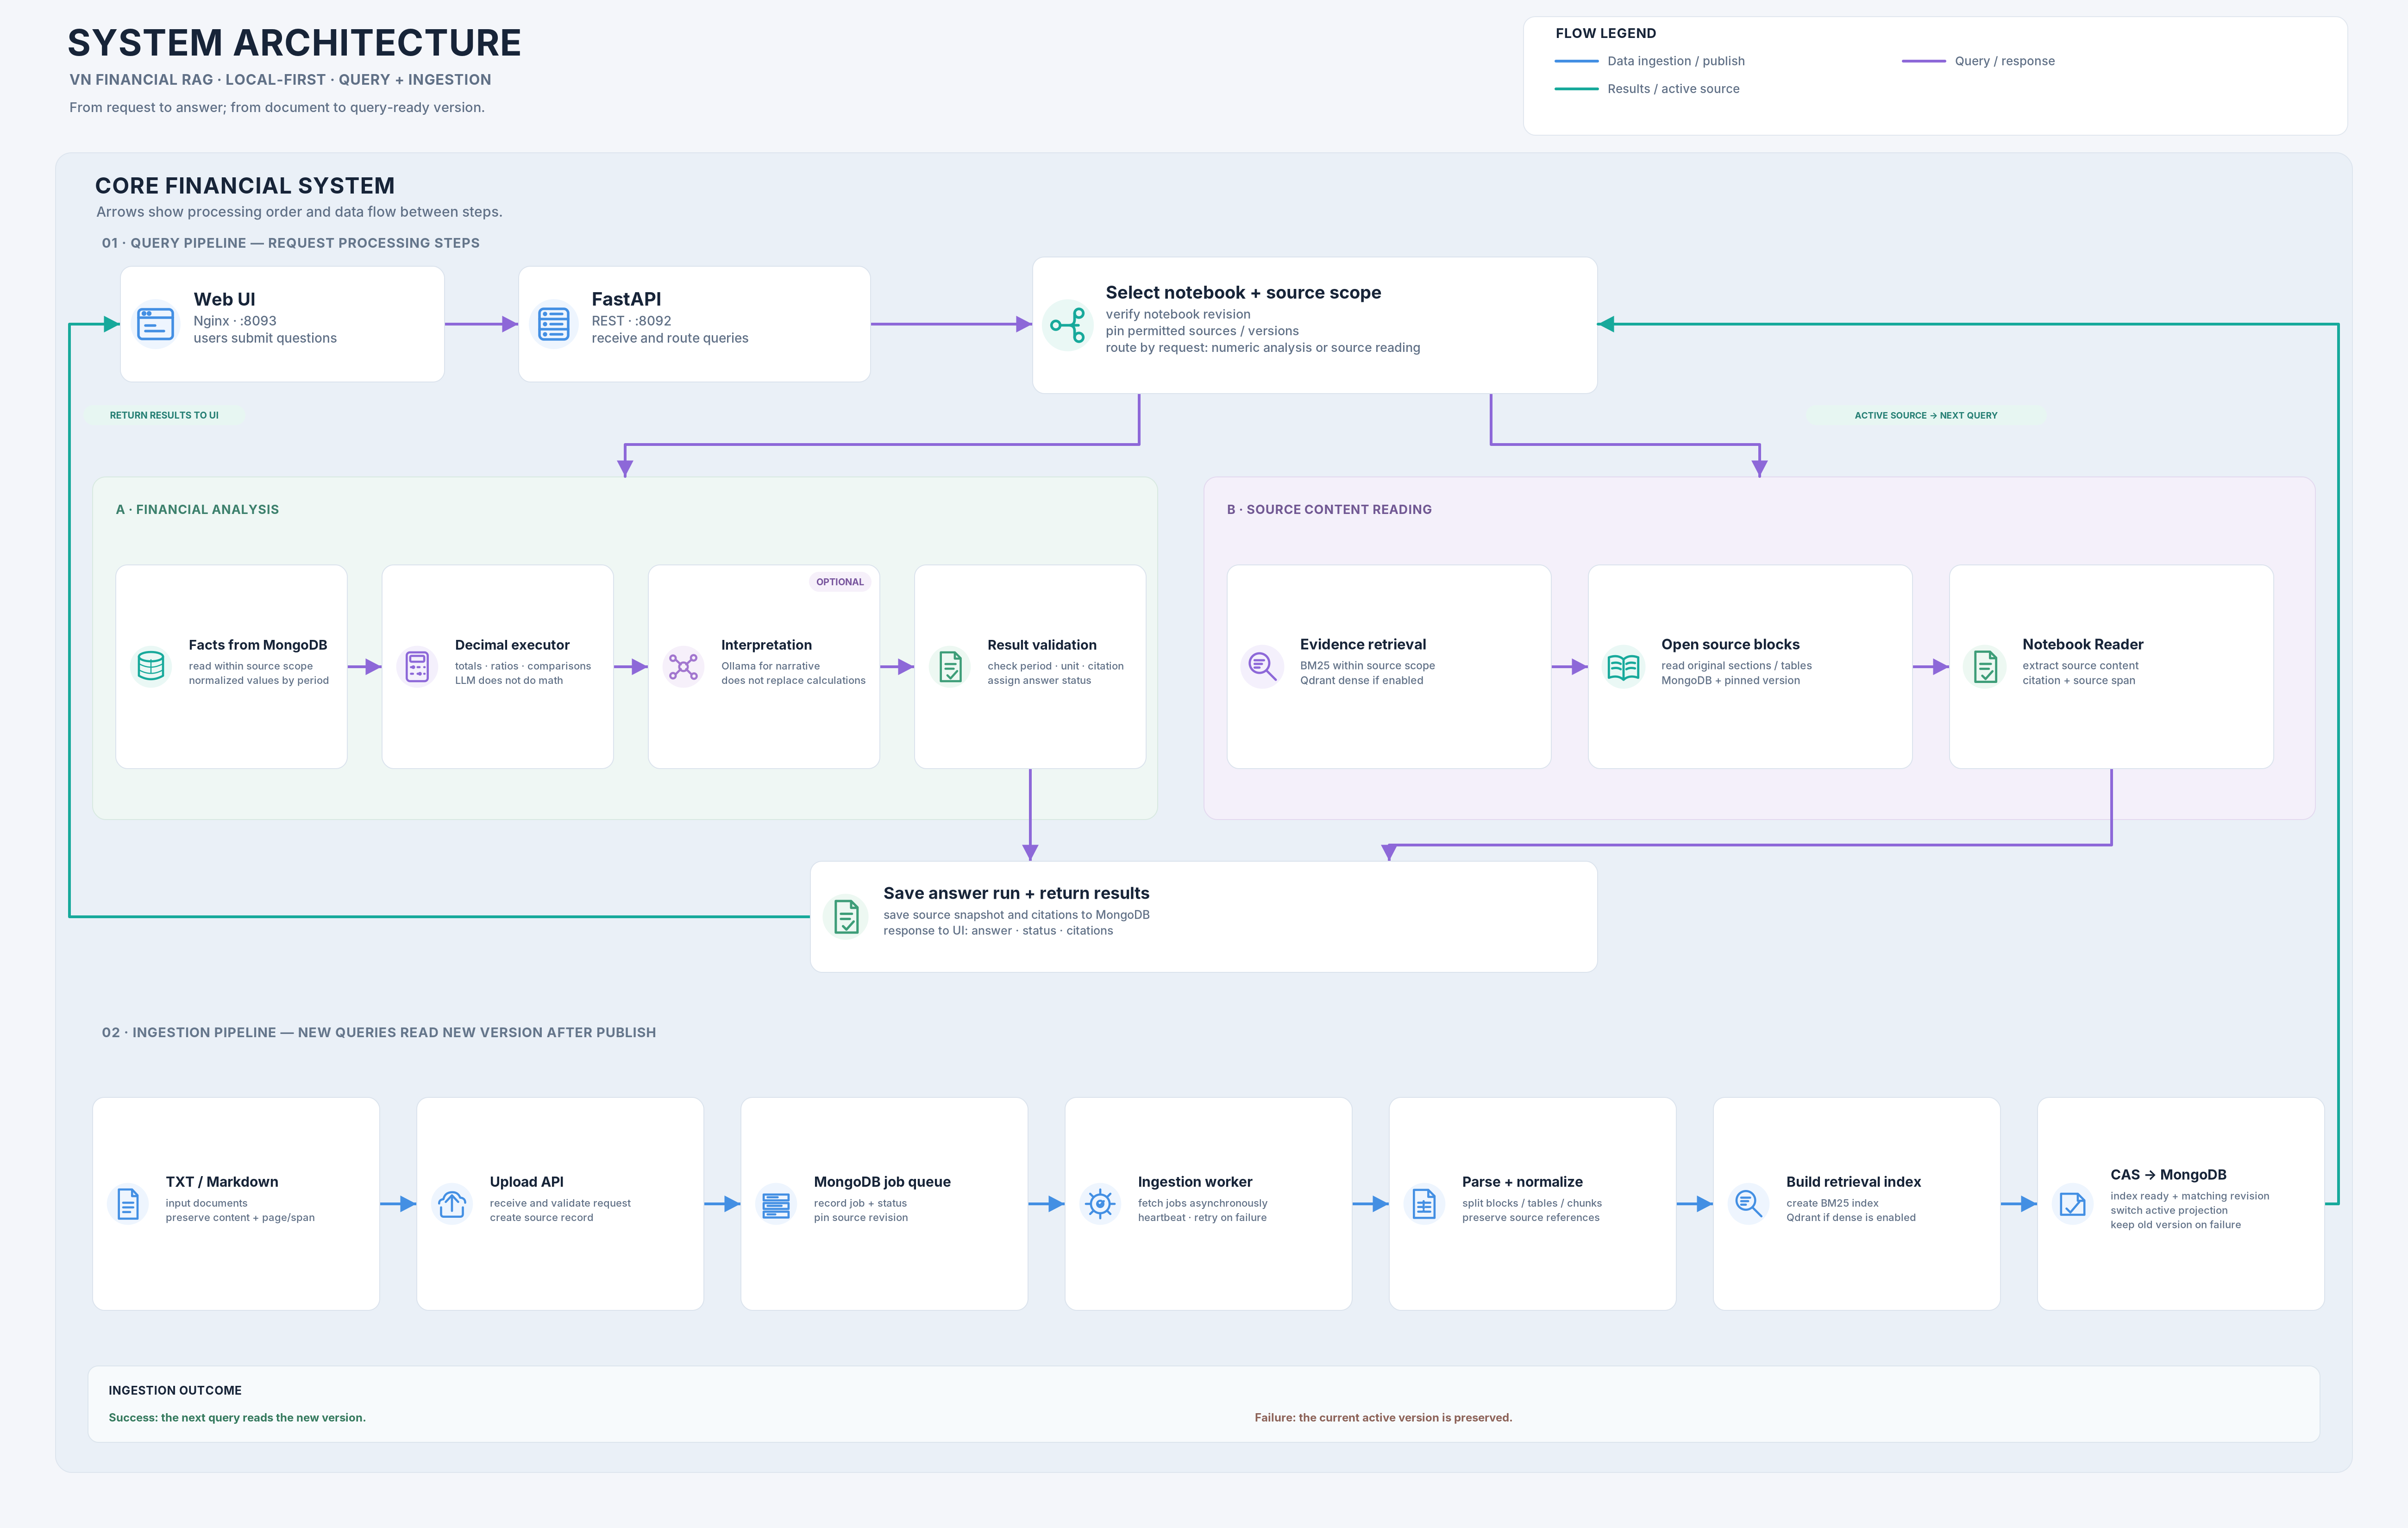 SYSTEM ARCHITECTURE
VN FINANCIAL RAG · LOCAL-FIRST · QUERY + INGESTION
From request to answer; from document to query-ready version.
FLOW LEGEND
Data ingestion / publish
Query / response
Results / active source
CORE FINANCIAL SYSTEM
Arrows show processing order and data flow between steps.
01 · QUERY PIPELINE — REQUEST PROCESSING STEPS
Web UI
Nginx · :8093
users submit questions
FastAPI
REST · :8092
receive and route queries
Select notebook + source scope
verify notebook revision
pin permitted sources / versions
route by request: numeric analysis or source reading
RETURN RESULTS TO UI
ACTIVE SOURCE → NEXT QUERY
A · FINANCIAL ANALYSIS
Facts from MongoDB
read within source scope
normalized values by period
Decimal executor
totals · ratios · comparisons
LLM does not do math
OPTIONAL
Interpretation
Ollama for narrative
does not replace calculations
Result validation
check period · unit · citation
assign answer status
B · SOURCE CONTENT READING
Evidence retrieval
BM25 within source scope
Qdrant dense if enabled
Open source blocks
read original sections / tables
MongoDB + pinned version
Notebook Reader
extract source content
citation + source span
Save answer run + return results
save source snapshot and citations to MongoDB
response to UI: answer · status · citations
02 · INGESTION PIPELINE — NEW QUERIES READ NEW VERSION AFTER PUBLISH
TXT / Markdown
input documents
preserve content + page/span
Upload API
receive and validate request
create source record
MongoDB job queue
record job + status
pin source revision
Ingestion worker
fetch jobs asynchronously
heartbeat · retry on failure
Parse + normalize
split blocks / tables / chunks
preserve source references
Build retrieval index
create BM25 index
Qdrant if dense is enabled
CAS → MongoDB
index ready + matching revision
switch active projection
keep old version on failure
INGESTION OUTCOME
Success: the next query reads the new version.
Failure: the current active version is preserved.